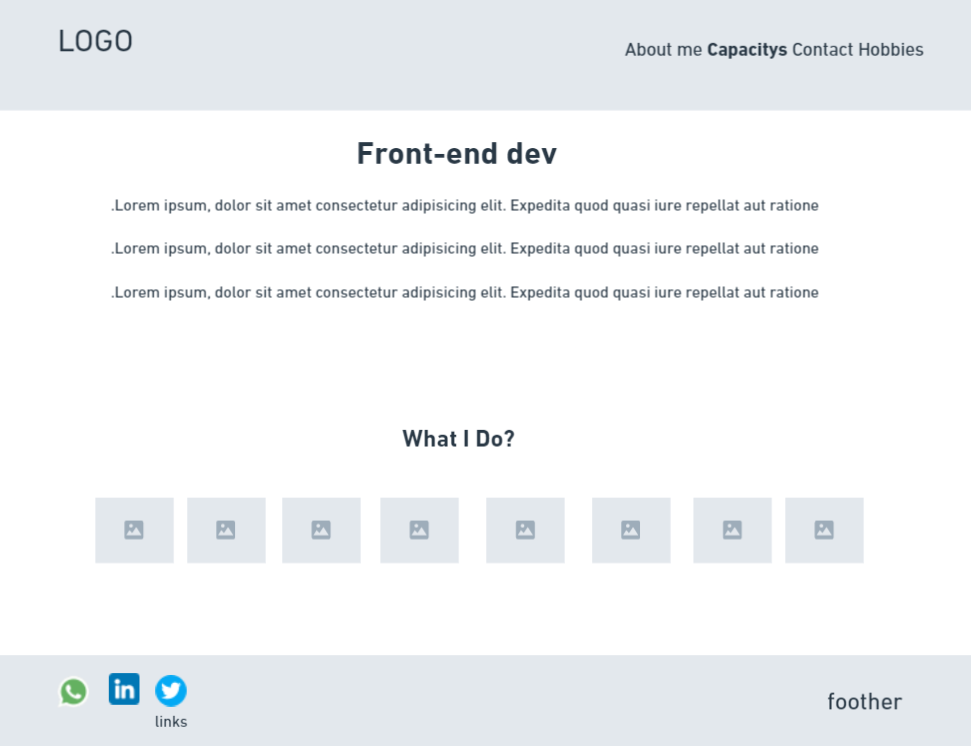 LOGO
About me Capacitys Contact Hobbies
Front-end dev
.Lorem ipsum, dolor sit amet consectetur adipisicing elit. Expedita quod quasi iure repellat aut ratione
.Lorem ipsum, dolor sit amet consectetur adipisicing elit. Expedita quod quasi iure repellat aut ratione
.Lorem ipsum, dolor sit amet consectetur adipisicing elit. Expedita quod quasi iure repellat aut ratione
What I Do?
in
links
foother